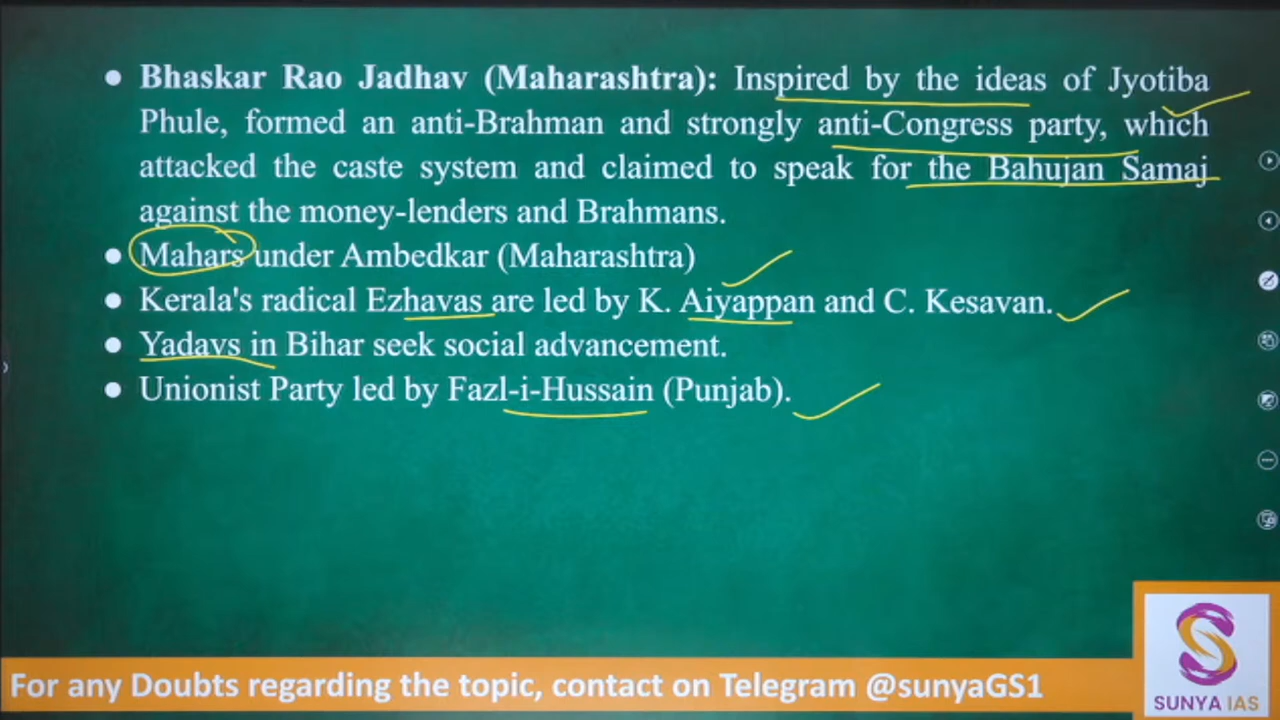 ● Bhaskar Rao Jadhav (Maharashtra): Inspired by the ideas of Jyotiba
Phule, formed an anti-Brahman and strongly anti-Congress party, which
attacked the caste system and claimed to speak for the Bahujan Samaj
against the money-lenders and Brahmans.
● Mahars under Ambedkar (Maharashtra)
● Kerala's radical Ezhavas are led by K. Aiyappan and C. Kesavan.
● Yadavs in Bihar seek social advancement.
● Unionist Party led by Fazl-i-Hussain (Punjab).
For any Doubts regarding the topic, contact on Telegram @sunyaGS1
SUNYA IAS